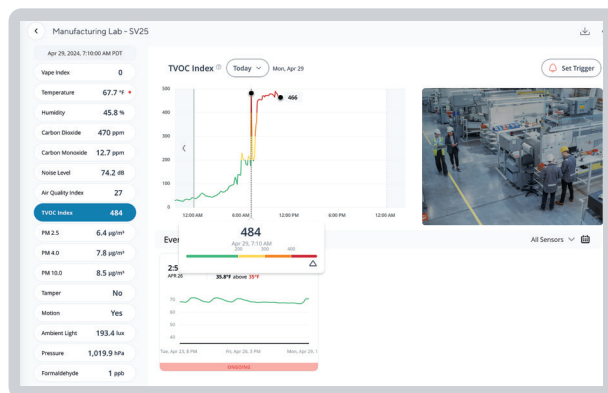 Manufacturing Lab - SV25
Apr 29, 2024, 7:10:00 AM PDT
Vape Index 0
Temperature 67.7 °F
Humidity 45.8 %
Carbon Dioxide 470 ppm
Carbon Monoxide 12.7 ppm
Noise Level 74.2 dB
Air Quality Index 27
TVOC Index 484
PM 2.5 6.4 µg/m³
PM 4.0 7.8 µg/m³
PM 10.0 8.5 µg/m³
Tamper No
Motion Yes
Ambient Light 193.4 lux
Pressure 1,019.9 hPa
Formaldehyde 1 ppb
TVOC Index Today Mon, Apr 29
Set Trigger
500
400
300
200
100
0
466
12:00 AM 6:00 AM 12:00 PM 6:00 PM 12:00 AM
484
Apr 29, 7:10 AM
200 300 400
Eve
All Sensors
2:5
APR 26
35.8°F above 35°F
70
60
50
40
Tue, Apr 23, 8 PM Fri, Apr 26, 3 PM Mon, Apr 29, 1
ONGOING